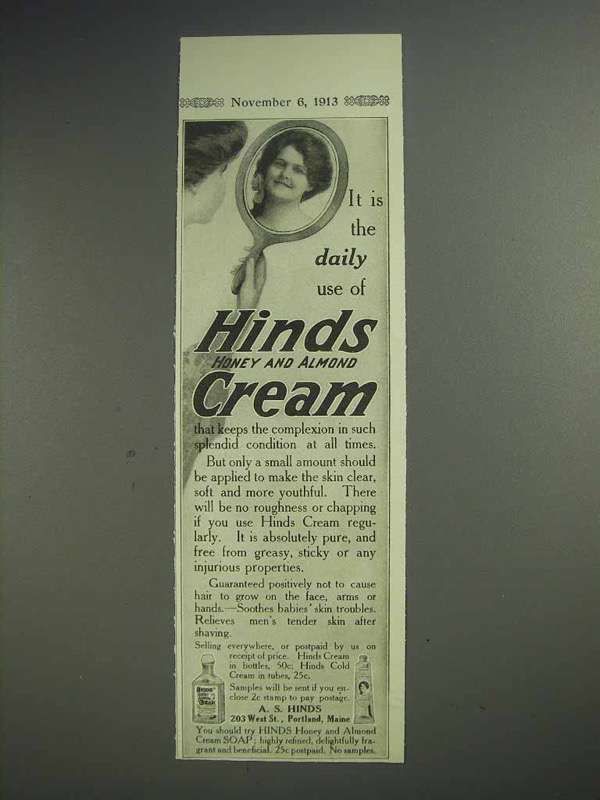 November 6, 1913
It is
the
daily
use of
Hinds
HONEY AND ALMOND
Cream
that keeps the complexion in such
splendid condition at all times.
But only a small amount should
be applied to make the skin clear,
soft and more youthful. There
will be no roughness or chapping
if you use Hinds Cream regu-
larly. It is absolutely pure, and
free from greasy, sticky or any
injurious properties.
Guaranteed positively not to cause
hair to grow on the face, arms or
hands.—Soothes babies' skin troubles.
Relieves men's tender skin after
shaving.
Selling everywhere, or postpaid by us on
receipt of price. Hinds Cream
in bottles, 50c; Hinds Cold
Cream in tubes, 25c.
Samples will be sent if you en-
close 2c stamp to pay postage.
A. S. HINDS
203 West St., Portland, Maine
You should try HINDS Honey and Almond
Cream SOAP; highly refined, delightfully fra-
grant and beneficial. 25c postpaid. No samples.